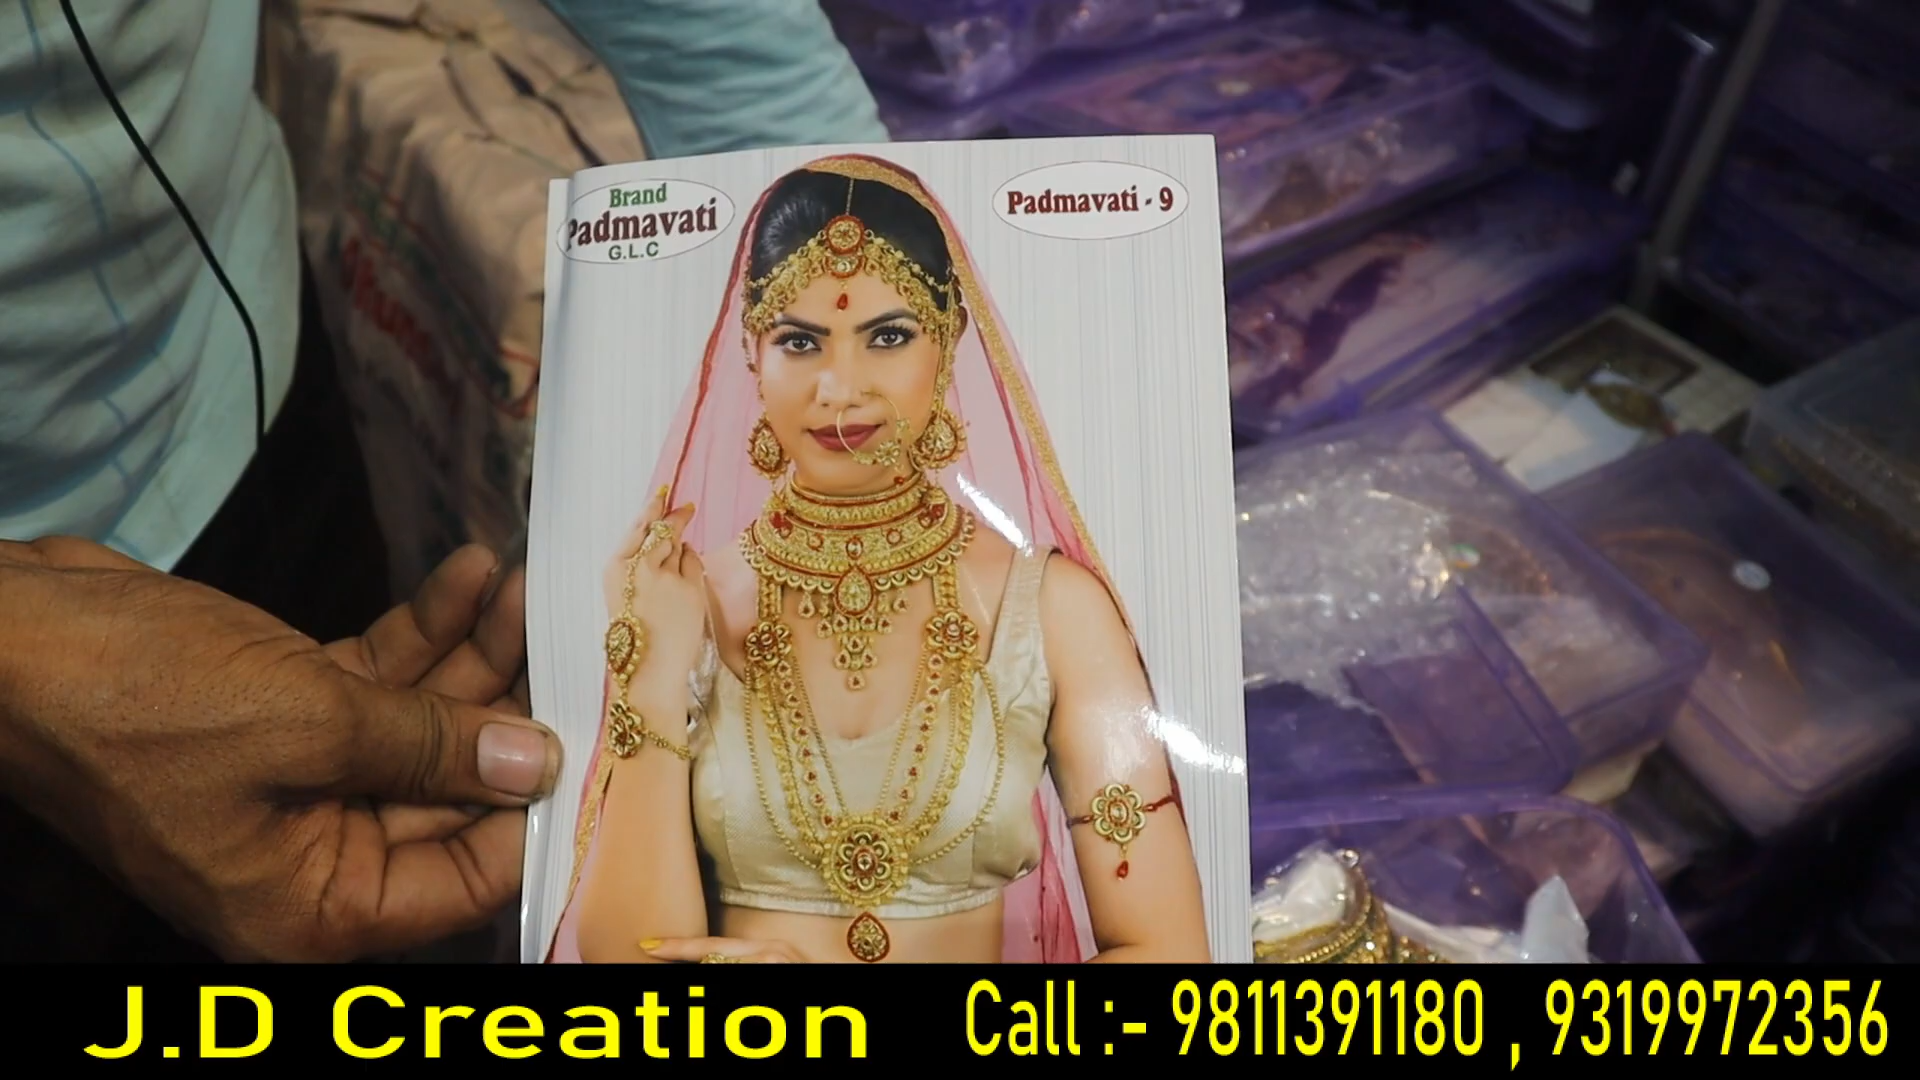 Brand
Padmavati
G.L.C
Padmavati - 9
J.D Creation
Call :- 9811391180 , 9319972356